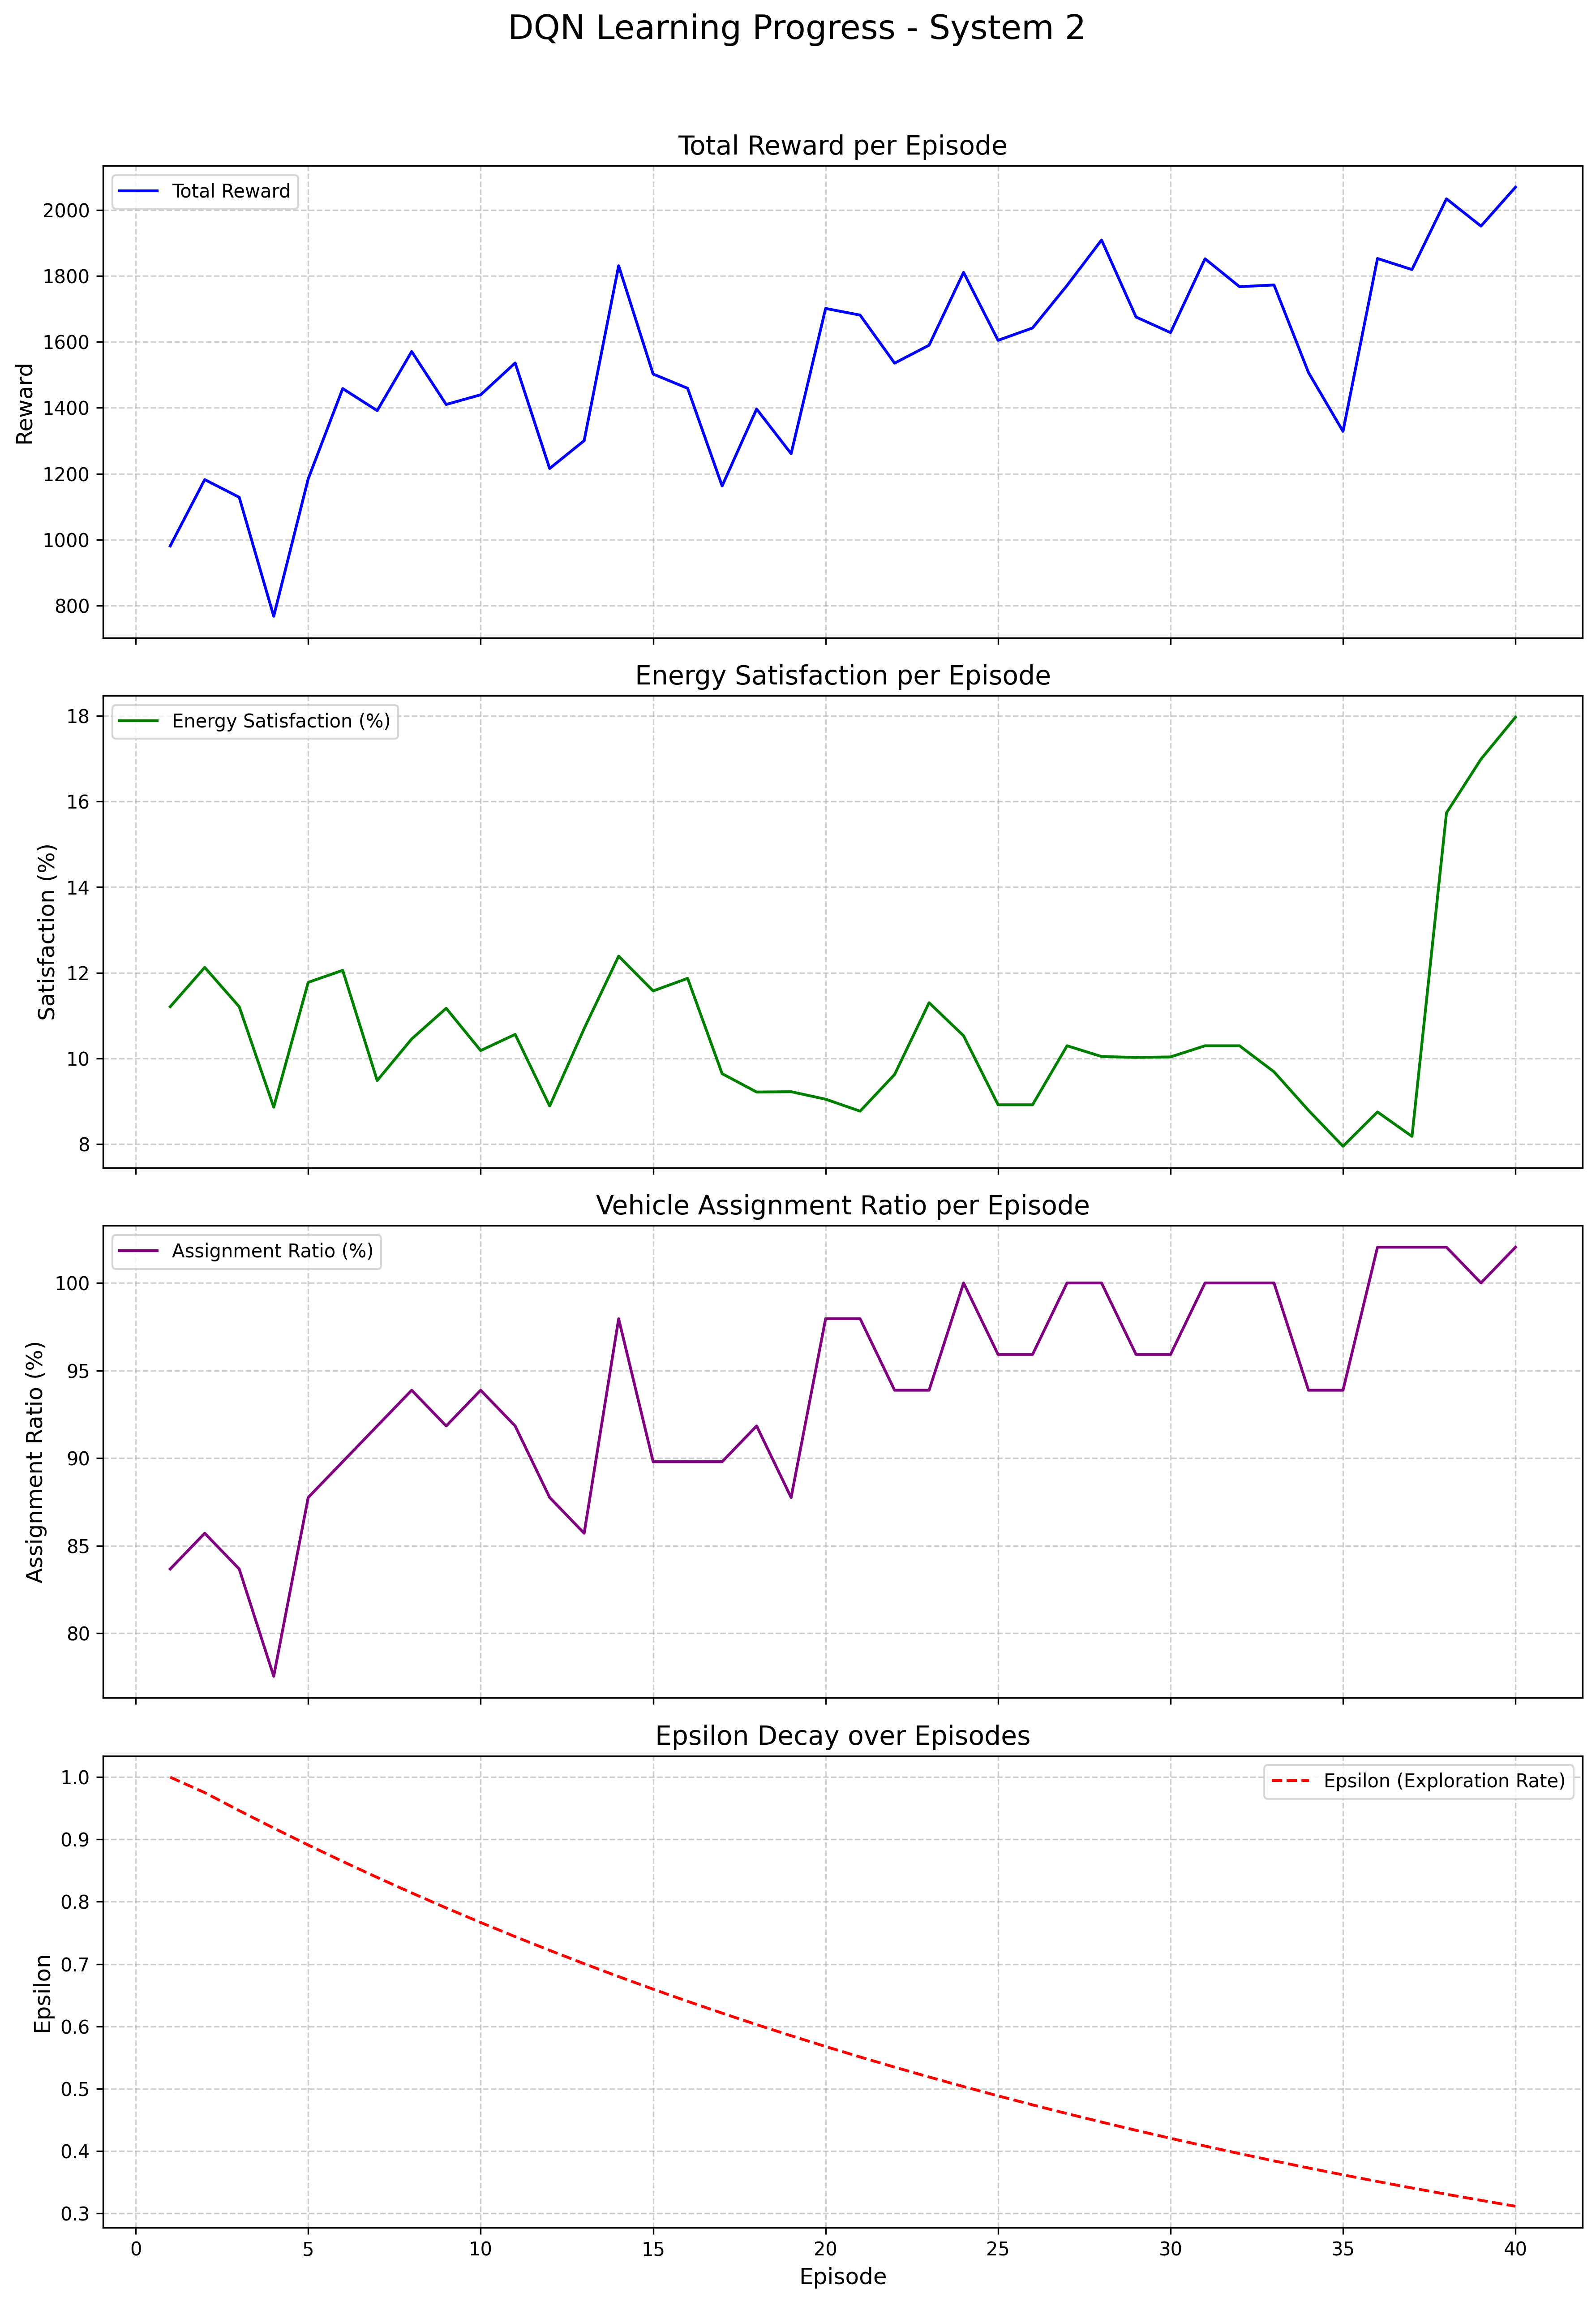 DQN Learning Progress - System 2
Total Reward per Episode
Total Reward
Reward
2000
1800
1600
1400
1200
1000
800
Energy Satisfaction per Episode
Energy Satisfaction (%)
Satisfaction (%)
18
16
14
12
10
8
Vehicle Assignment Ratio per Episode
Assignment Ratio (%)
Assignment Ratio (%)
100
95
90
85
80
Epsilon Decay over Episodes
Epsilon (Exploration Rate)
Epsilon
1.0
0.9
0.8
0.7
0.6
0.5
0.4
0.3
0 5 10 15 20 25 30 35 40
Episode